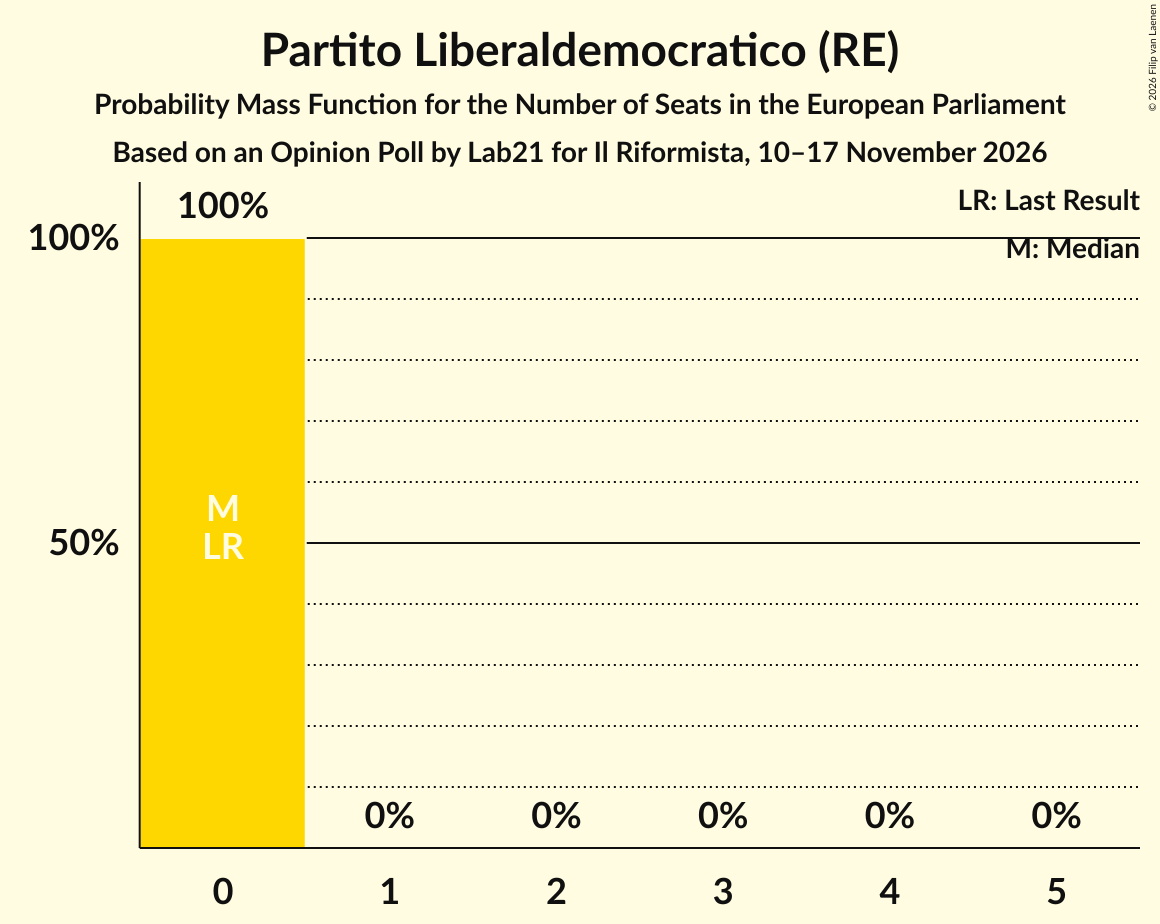 Partito Liberaldemocratico (RE)
Probability Mass Function for the Number of Seats in the European Parliament
Based on an Opinion Poll by Lab21 for Il Riformista, 10–17 November 2026
© 2026 Filip van Laenen
LR: Last Result
M: Median
100%
100%
50%
M
LR
0% 0% 0% 0% 0%
0 1 2 3 4 5